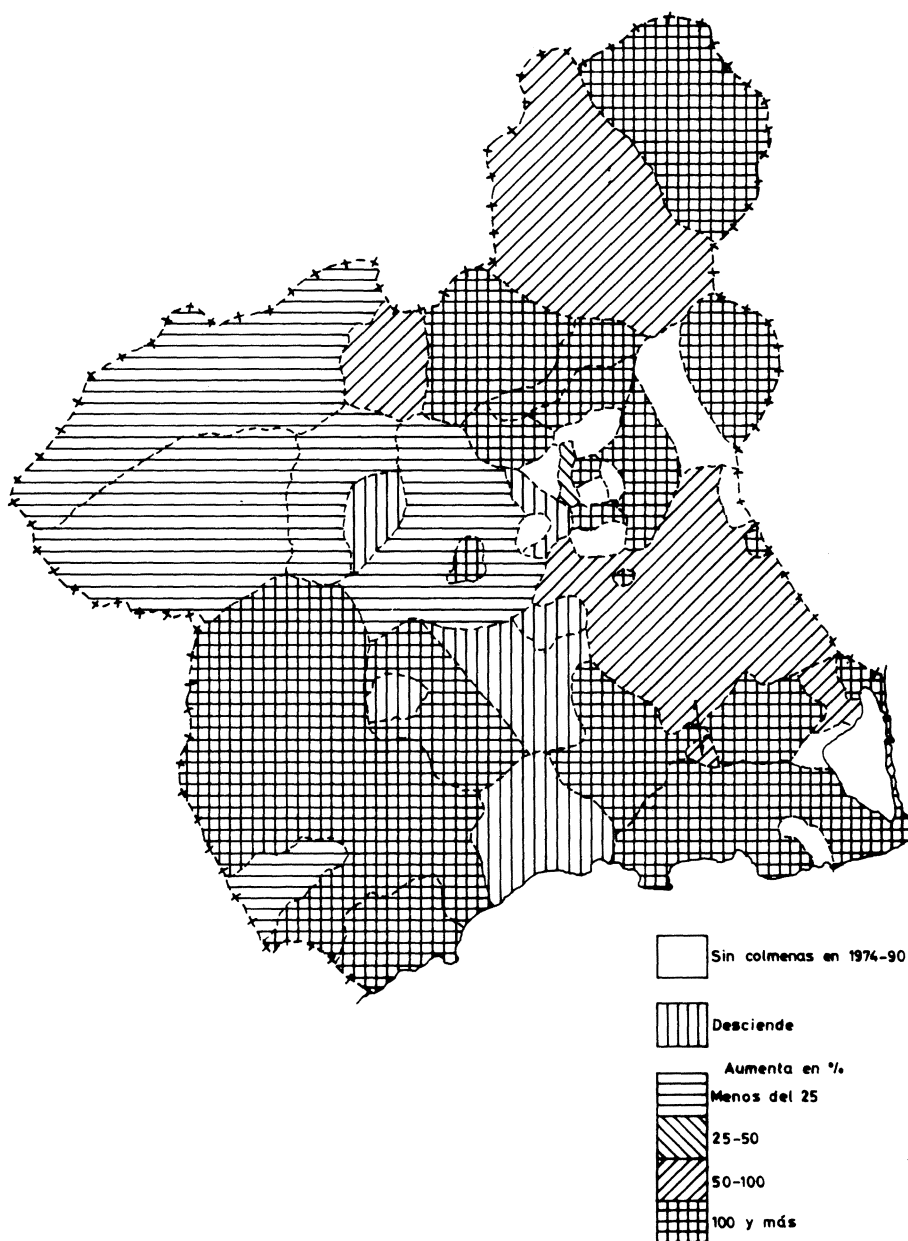 Sin colmenas en 1974-90
Desciende
Aumenta en %
Menos del 25
25-50
50-100
100 y más